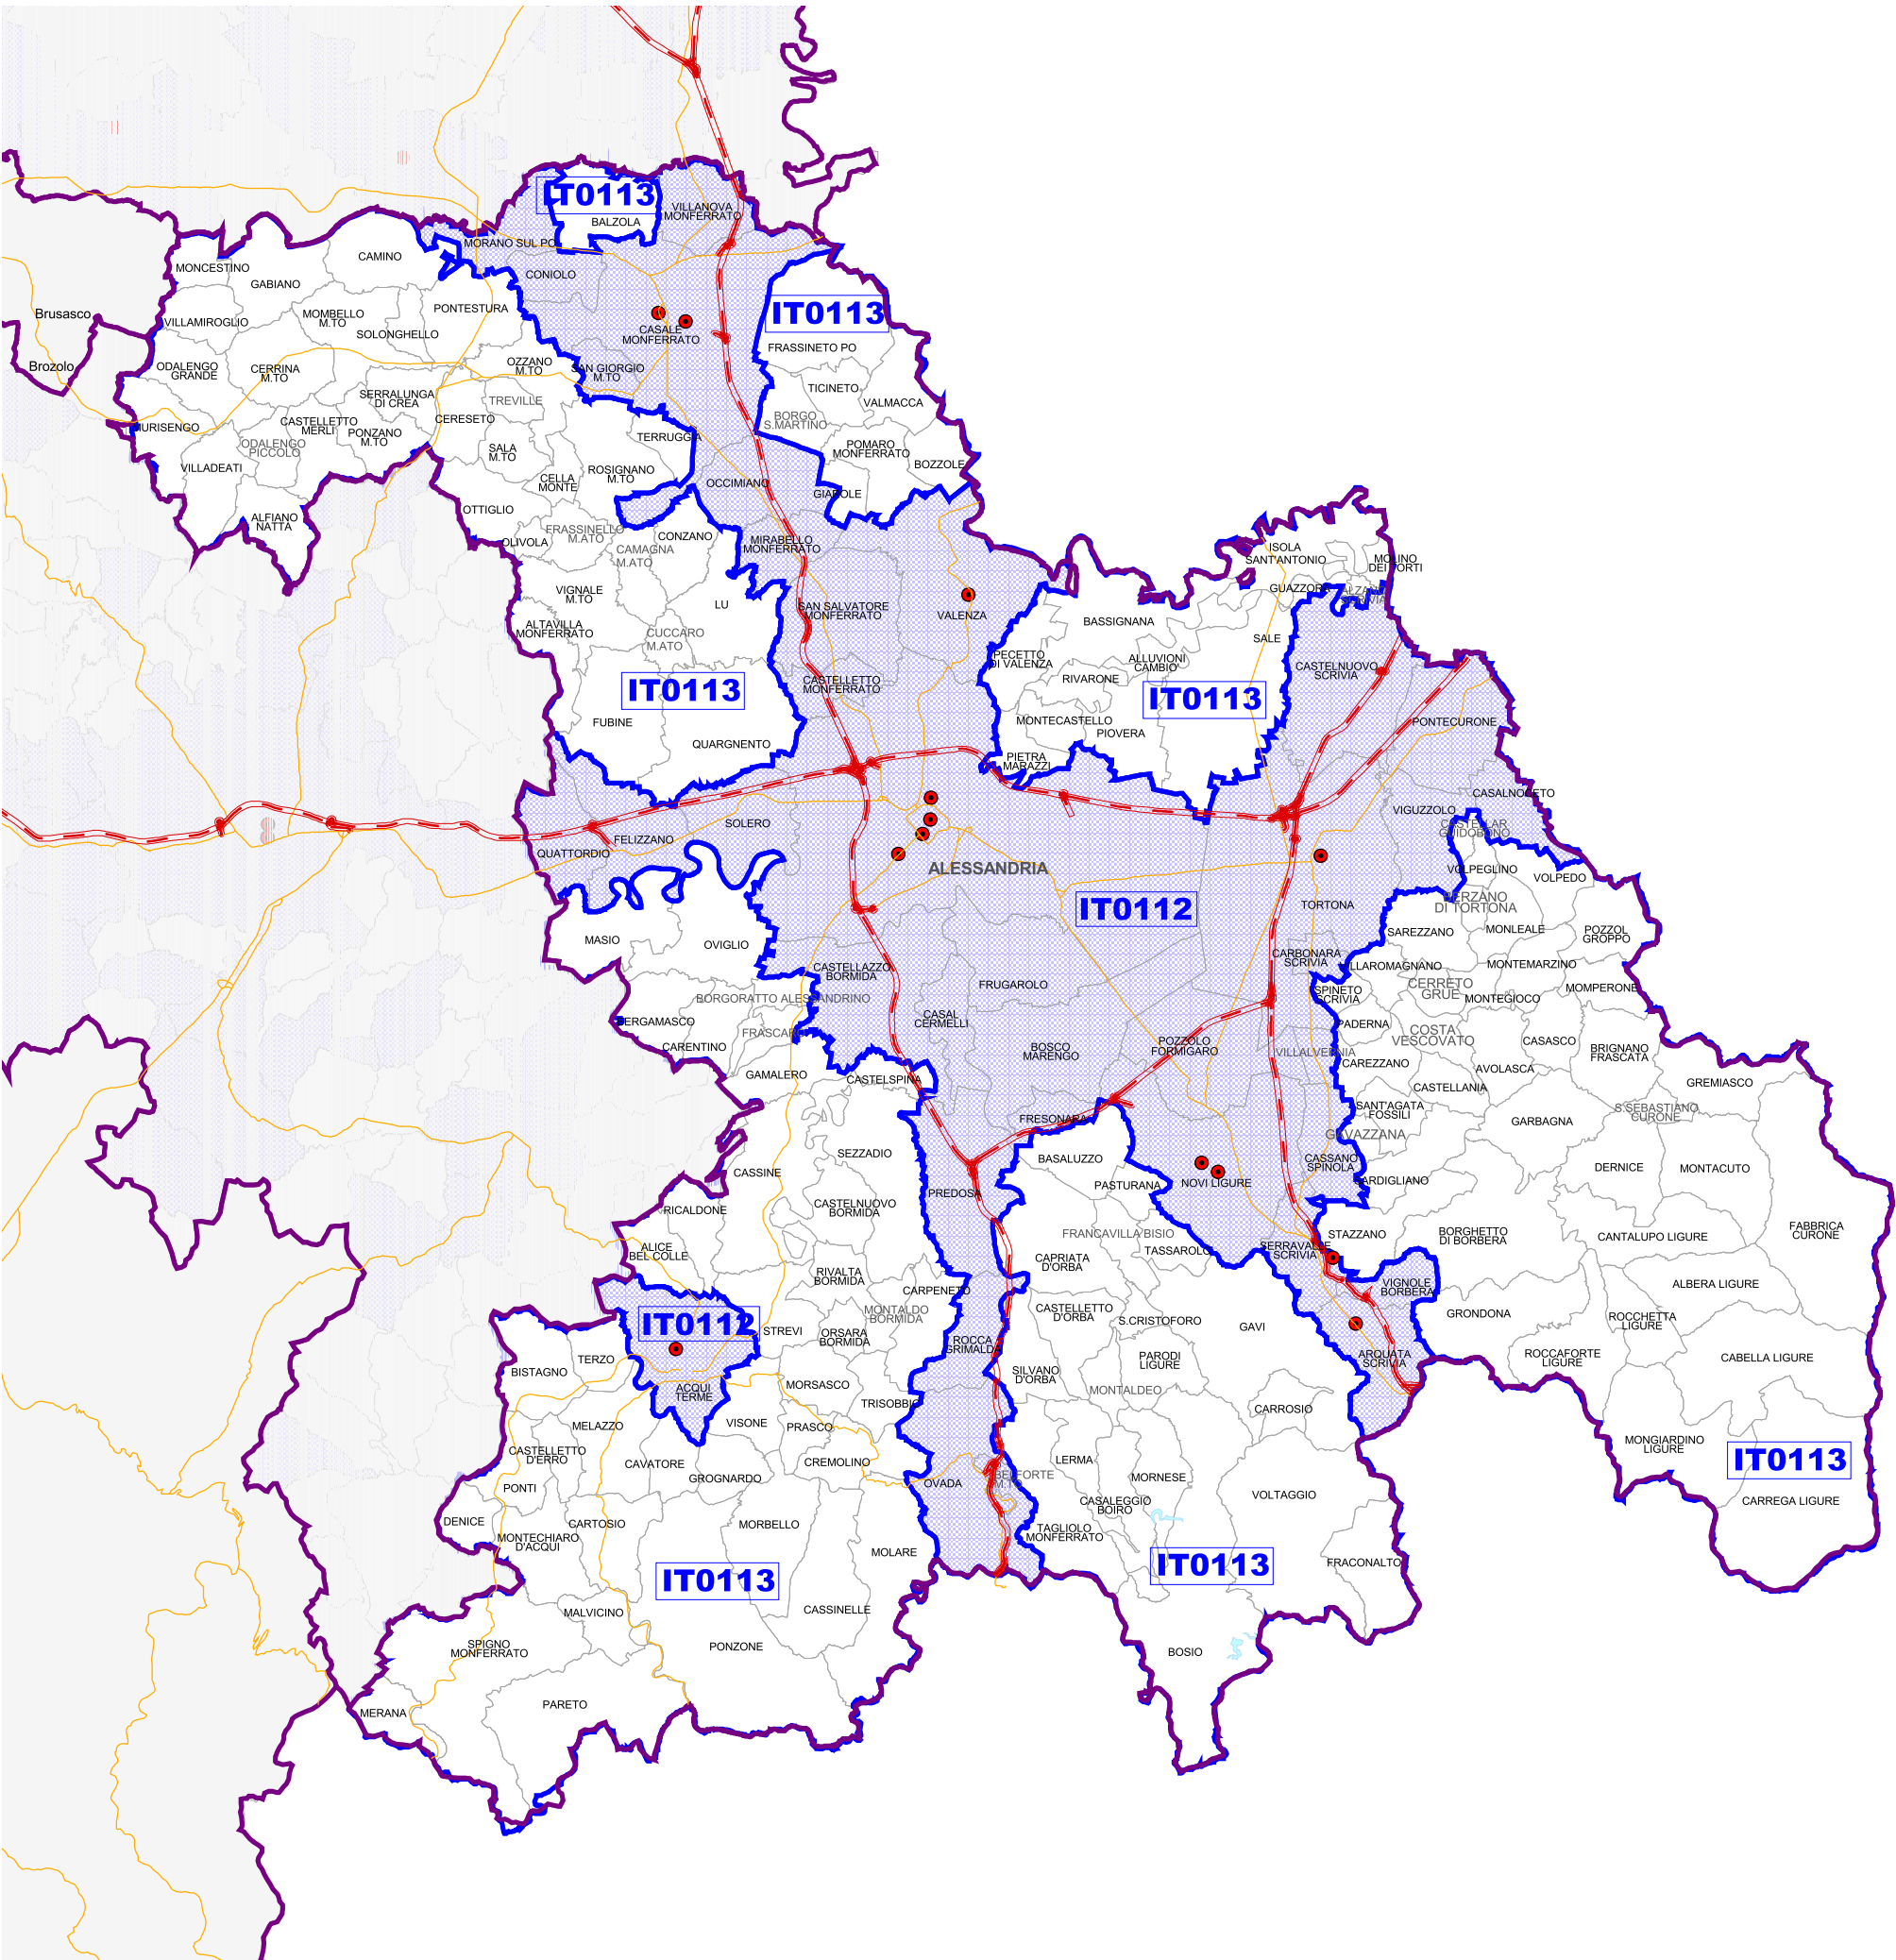 IT0113
BALZOLA
VILLANOVA
MONFERRATO
MORANO SUL PO
CAMINO
MONCESTINO
GABIANO
CONIOLO
Brusasco
VILLAMIROGLIO
MOMBELLO
M.TO
SOLONGHELLO
PONTESTURA
CASALE
MONFERRATO
IT0113
FRASSINETO PO
Brozolo
ODALENGO
GRANDE
CERRINA
M.TO
OZZANO
M.TO
SAN GIORGIO
M.TO
TICINETO
VALMACCA
SERRALUNGA
DI CREA
TREVILLE
BORGO
S.MARTINO
MURISENGO
CASTELLETTO
MERLI
PONZANO
M.TO
CERESETO
TERRUGGIA
POMARO
MONFERRATO
BOZZOLE
ODALENGO
PICCOLO
VILLADEATI
SALA
M.TO
CELLA
MONTE
ROSIGNANO
M.TO
OCCIMIANO
GIAROLE
ALFIANO
NATTA
OTTIGLIO
FRASSINELLO
M.ATO
OLIVOLA
CAMAGNA
M.ATO
CONZANO
MIRABELLO
MONFERRATO
ISOLA
SANT'ANTONIO
MOLINO
DEI TORTI
GUAZZORA
ALZANO
SCRIVIA
VIGNALE
M.TO
LU
SAN SALVATORE
MONFERRATO
VALENZA
BASSIGNANA
SALE
ALTAVILLA
MONFERRATO
CUCCARO
M.ATO
PECETTO
DI VALENZA
ALLUVIONI
CAMBIO
CASTELNUOVO
SCRIVIA
IT0113
CASTELLETTO
MONFERRATO
RIVARONE
IT0113
FUBINE
MONTECASTELLO
PIOVERA
PONTECURONE
QUARGNENTO
PIETRA
MARAZZI
CASALNOCETO
QUATTORDIO
FELIZZANO
SOLERO
VIGUZZOLO
CASTELLAR
GUIDOBONO
ALESSANDRIA
VOLPEGLINO
VOLPEDO
IT0112
TORTONA
BERZANO
DI TORTONA
MASIO
OVIGLIO
SAREZZANO
MONLEALE
POZZOL
GROPPO
CASTELLAZZO
BORMIDA
CARBONARA
SCRIVIA
VILLAROMAGNANO
MONTEMARZINO
FRUGAROLO
SPINETO
SCRIVIA
CERRETO
GRUE
MOMPERONE
BORGORATTO ALESSANDRINO
MONTEGIOCO
BERGAMASCO
FRASCARO
CASAL
CERMELLI
PADERNA
COSTA
VESCOVATO
CARENTINO
BOSCO
MARENGO
POZZOLO
FORMIGARO
VILLALVERNIA
CASASCO
BRIGNANO
FRASCATA
GAMALERO
CASTELSPINA
CAREZZANO
AVOLASCA
GREMIASCO
CASTELLANIA
FRESONARA
SANT'AGATA
FOSSILI
GARBAGNA
S.SEBASTIANO
CURONE
GAVAZZANA
CASSINE
SEZZADIO
BASALUZZO
CASSANO
SPINOLA
DERNICE
MONTACUTO
PREDOSA
PASTURANA
NOVI LIGURE
SARDIGLIANO
RICALDONE
CASTELNUOVO
BORMIDA
FRANCAVILLA BISIO
STAZZANO
BORGHETTO
DI BORBERA
CANTALUPO LIGURE
FABBRICA
CURONE
ALICE
BEL COLLE
CAPRIATA
D'ORBA
TASSAROLO
SERRAVALLE
SCRIVIA
RIVALTA
BORMIDA
CARPENETO
VIGNOLE
BORBERA
ALBERA LIGURE
IT0112
STREVI
ORSARA
BORMIDA
MONTALDO
BORMIDA
CASTELLETTO
D'ORBA
S.CRISTOFORO
GAVI
GRONDONA
ROCCHETTA
LIGURE
ROCCA
GRIMALDA
ARQUATA
SCRIVIA
ROCCAFORTE
LIGURE
CABELLA LIGURE
BISTAGNO
TERZO
SILVANO
D'ORBA
PARODI
LIGURE
ACQUI
TERME
MORSASCO
MONTALDEO
TRISOBBIO
CARROSIO
MELAZZO
VISONE
PRASCO
MONGIARDINO
LIGURE
IT0113
CASTELLETTO
D'ERRO
CAVATORE
GROGNARDO
CREMOLINO
LERMA
MORNESE
PONTI
OVADA
BELFORTE
M.TO
CASALEGGIO
BOIRO
VOLTAGGIO
CARREGA LIGURE
DENICE
CARTOSIO
MORBELLO
TAGLIOLO
MONFERRATO
MONTECHIARO
D'ACQUI
MOLARE
IT0113
IT0113
FRACONALTO
MALVICINO
CASSINELLE
SPIGNO
MONFERRATO
PONZONE
BOSIO
PARETO
MERANA